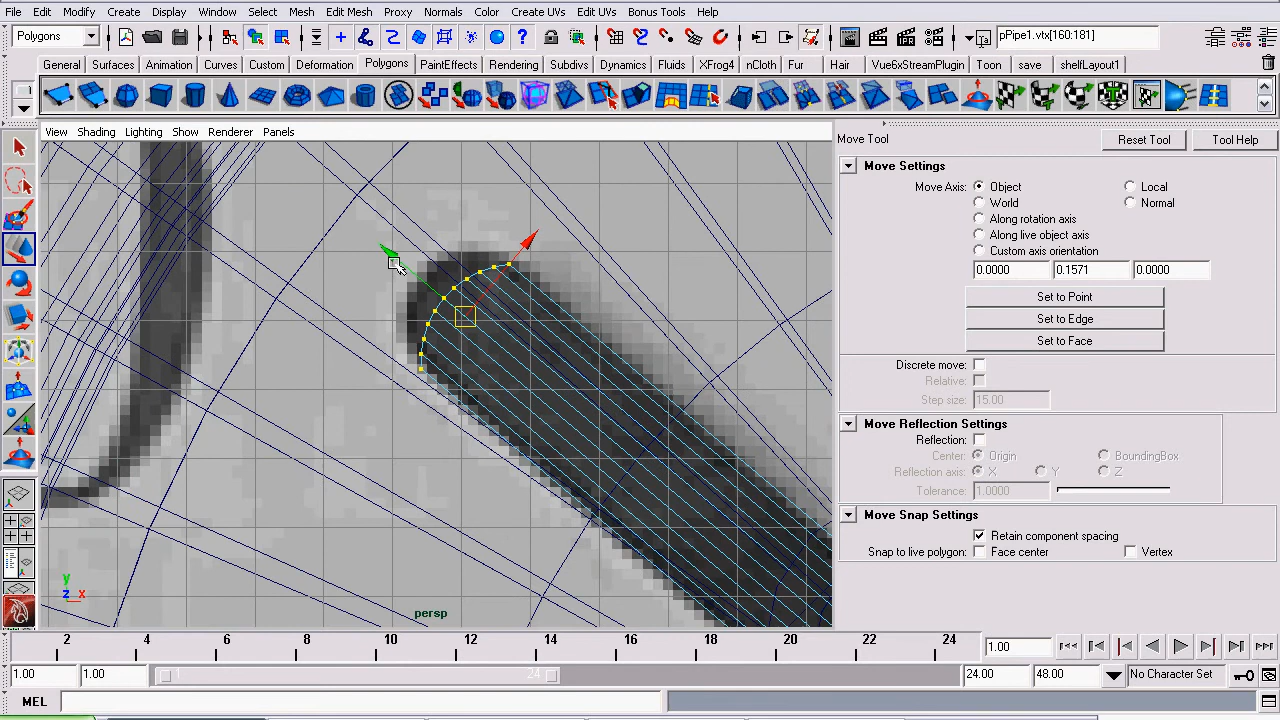 File Edit Modify Create Display Window Select Mesh Edit Mesh Proxy Normals Color Create UVs Edit UVs Bonus Tools Help
Polygons pPipe1.vtx[160:181]
General Surfaces Animation Curves Custom Deformation Polygons PaintEffects Rendering Subdivs Dynamics Fluids XFrog4 nCloth Fur Hair Vue6xStreamPlugin Toon save shelfLayout1
View Shading Lighting Show Renderer Panels
Move Tool Reset Tool Tool Help
Move Settings
Move Axis: Object Local
World Normal
Along rotation axis
Along live object axis
Custom axis orientation
0.0000 0.1571 0.0000
Set to Point
Set to Edge
Set to Face
Discrete move:
Relative:
Step size: 15.00
Move Reflection Settings
Reflection:
Center: Origin BoundingBox
Reflection axis: X Y Z
Tolerance: 1.0000
Move Snap Settings
Retain component spacing
Snap to live polygon: Face center Vertex
y
z x
persp
2 4 6 8 10 12 14 16 18 20 22 24 1.00
1.00 1.00 24 24.00 48.00 No Character Set
MEL